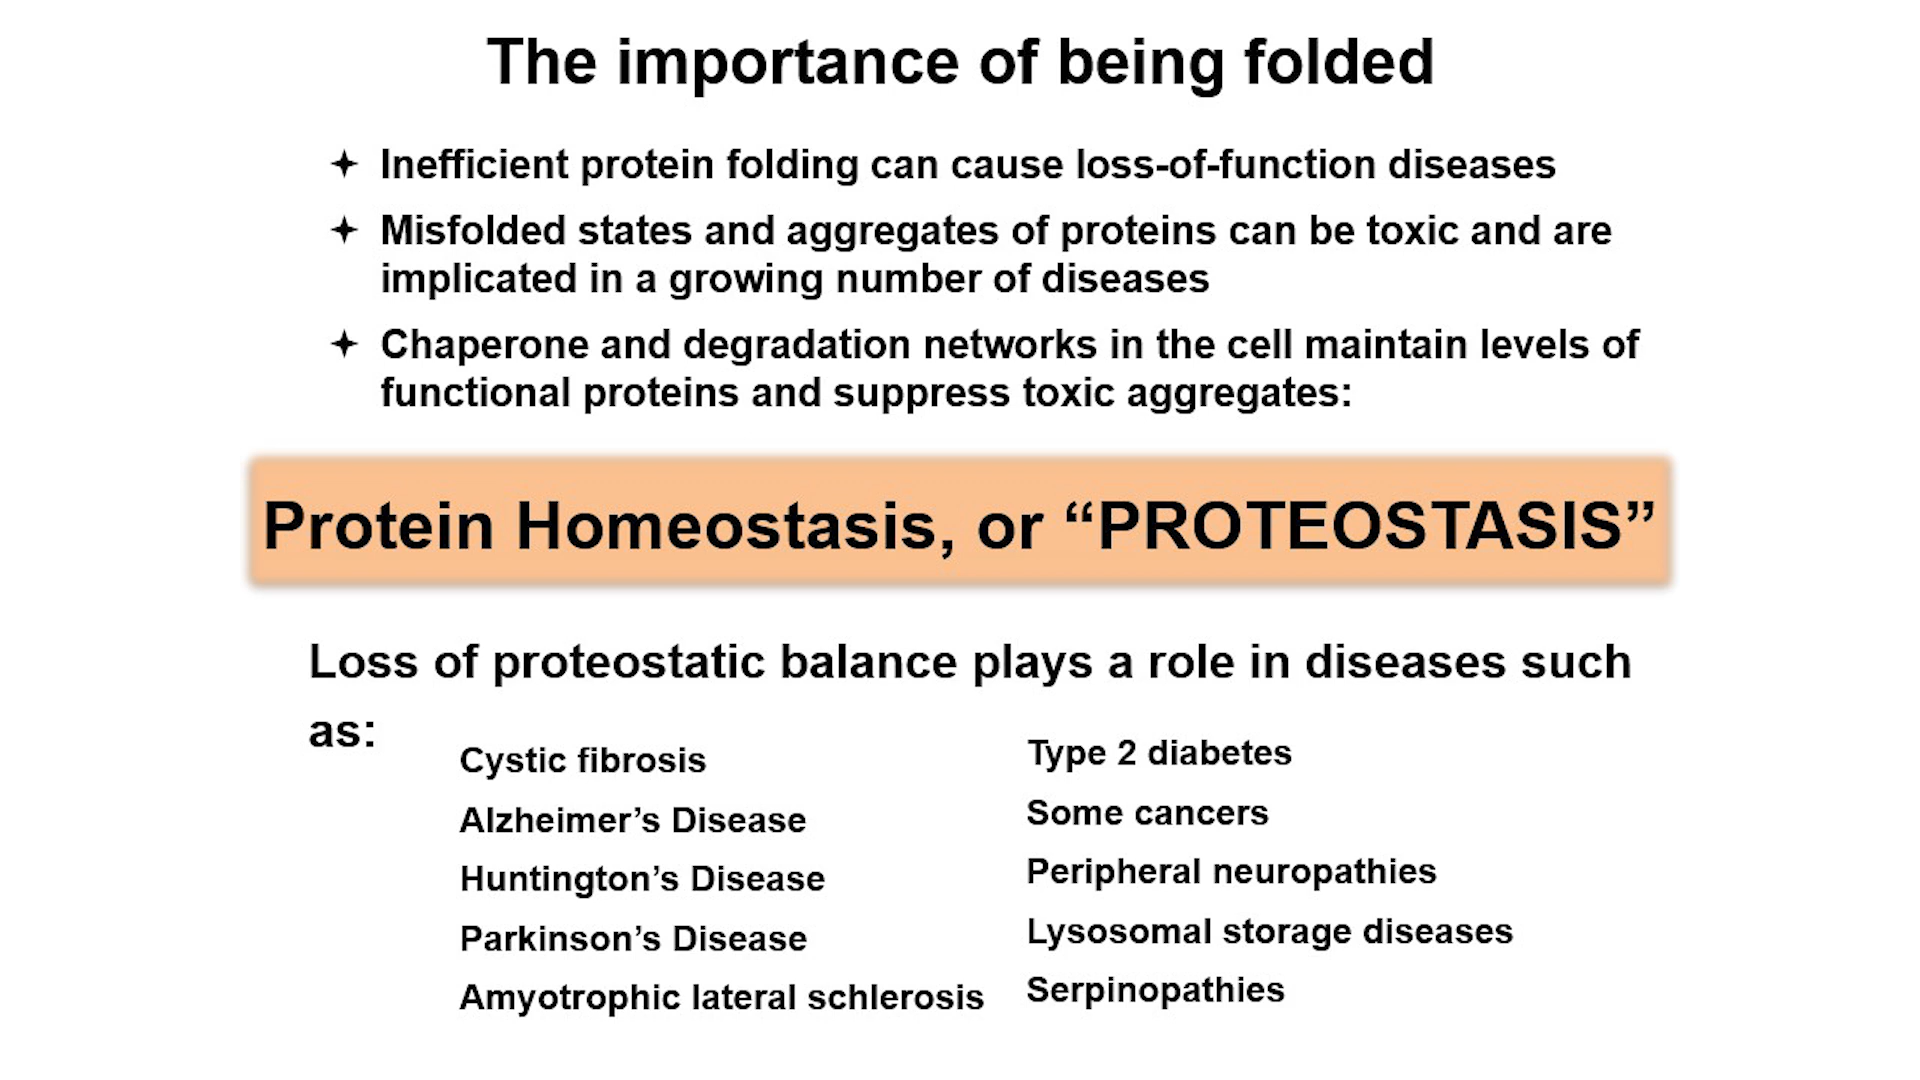 The importance of being folded
Inefficient protein folding can cause loss-of-function diseases
Misfolded states and aggregates of proteins can be toxic and are
implicated in a growing number of diseases
Chaperone and degradation networks in the cell maintain levels of
functional proteins and suppress toxic aggregates:
Protein Homeostasis, or “PROTEOSTASIS”
Loss of proteostatic balance plays a role in diseases such
as:
Cystic fibrosis
Alzheimer’s Disease
Huntington’s Disease
Parkinson’s Disease
Amyotrophic lateral schlerosis
Type 2 diabetes
Some cancers
Peripheral neuropathies
Lysosomal storage diseases
Serpinopathies